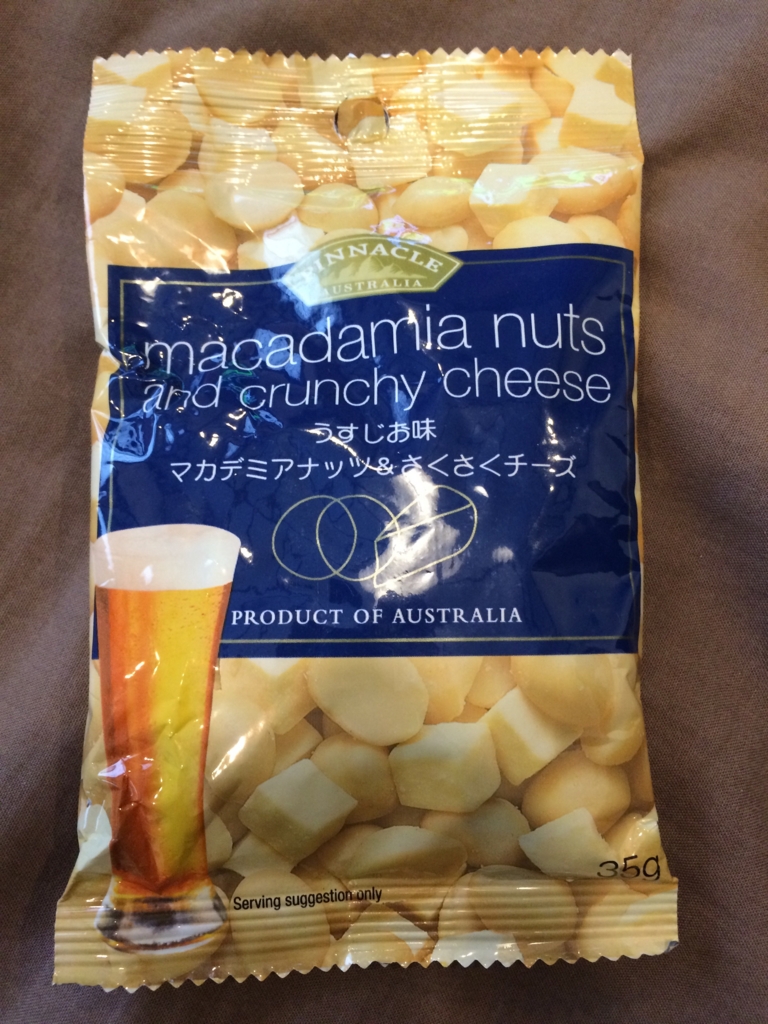 PINNACLE
AUSTRALIA
macadamia nuts
and crunchy cheese
うすじお味
マカデミアナッツ&さくさくチーズ
PRODUCT OF AUSTRALIA
35g
Serving suggestion only